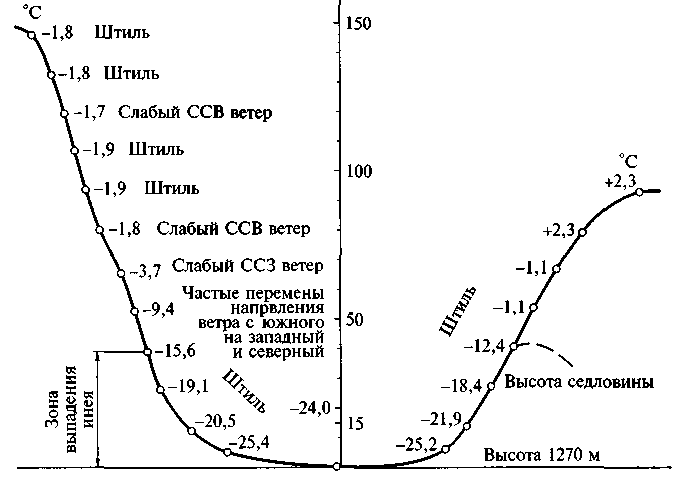 °C
150
−1,8 Штиль
−1,8 Штиль
−1,7 Слабый ССВ ветер
−1,9 Штиль
100
°C
−1,9 Штиль
+2,3
−1,8 Слабый ССВ ветер
+2,3
−3,7 Слабый ССЗ ветер
−1,1
Частые перемены
−9,4
напрвления
ветра с южного
на западный
и северный
50
Штиль
−1,1
−15,6
−12,4
Зона
выпадения
инея
−19,1
Штиль
−18,4
Высота седловины
−24,0
−20,5
15
−21,9
−25,4
−25,2
Высота 1270 м